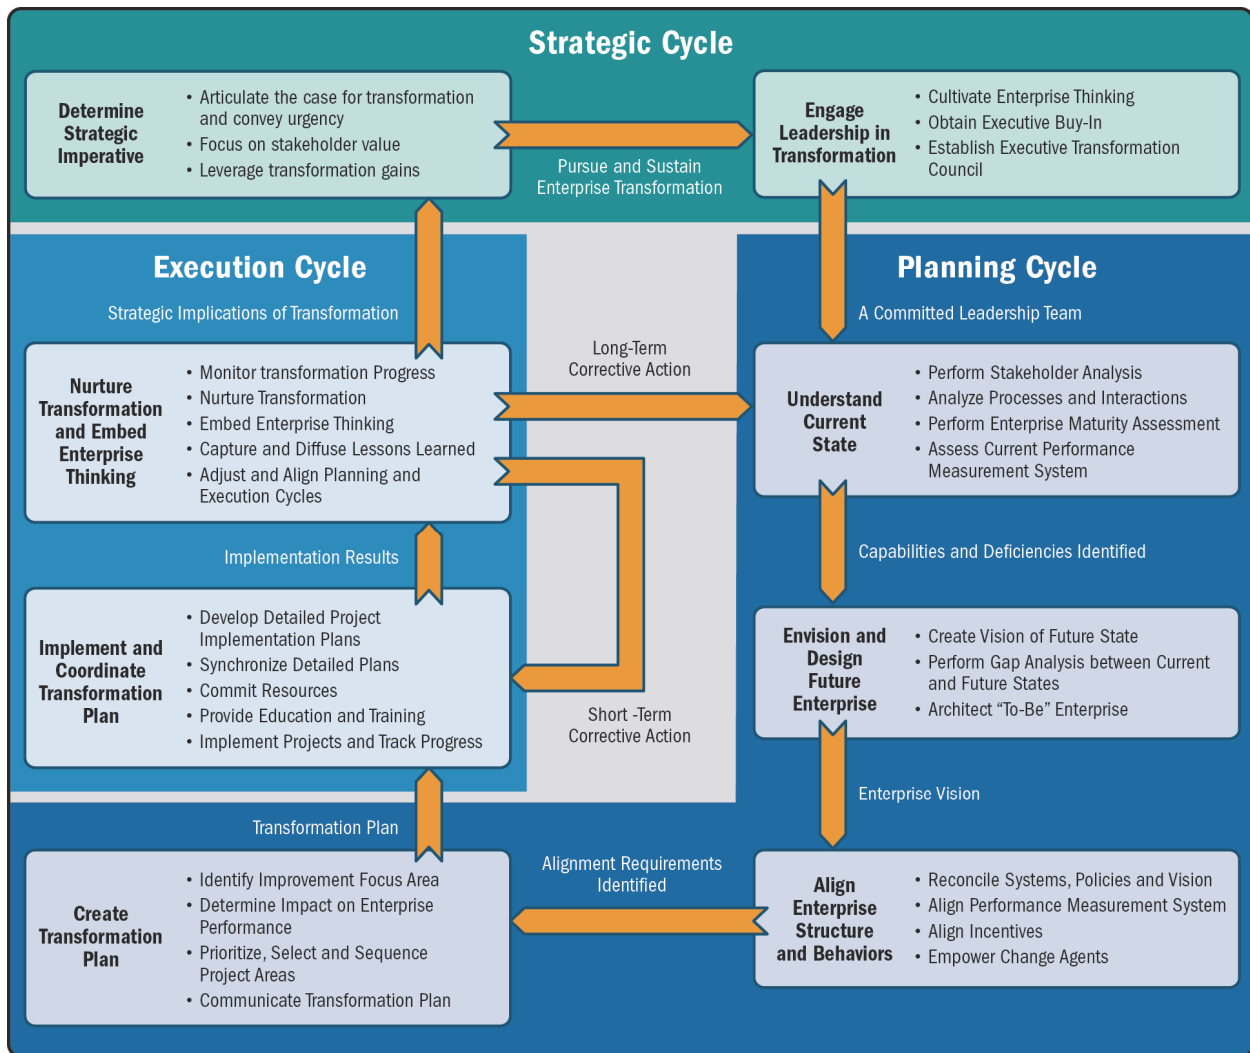 Strategic Cycle
Determine
Strategic
Imperative
• Articulate the case for transformation
and convey urgency
• Focus on stakeholder value
• Leverage transformation gains
Pursue and Sustain
Enterprise Transformation
Engage
Leadership in
Transformation
• Cultivate Enterprise Thinking
• Obtain Executive Buy-In
• Establish Executive Transformation
Council
Execution Cycle
Strategic Implications of Transformation
Nurture
Transformation
and Embed
Enterprise
Thinking
• Monitor transformation Progress
• Nurture Transformation
• Embed Enterprise Thinking
• Capture and Diffuse Lessons Learned
• Adjust and Align Planning and
Execution Cycles
Implementation Results
Implement and
Coordinate
Transformation
Plan
• Develop Detailed Project
Implementation Plans
• Synchronize Detailed Plans
• Commit Resources
• Provide Education and Training
• Implement Projects and Track Progress
Long-Term
Corrective Action
Short -Term
Corrective Action
Planning Cycle
A Committed Leadership Team
Understand
Current
State
• Perform Stakeholder Analysis
• Analyze Processes and Interactions
• Perform Enterprise Maturity Assessment
• Assess Current Performance
Measurement System
Capabilities and Deficiencies Identified
Envision and
Design
Future
Enterprise
• Create Vision of Future State
• Perform Gap Analysis between Current
and Future States
• Architect “To-Be” Enterprise
Enterprise Vision
Transformation Plan
Create
Transformation
Plan
• Identify Improvement Focus Area
• Determine Impact on Enterprise
Performance
• Prioritize, Select and Sequence
Project Areas
• Communicate Transformation Plan
Alignment Requirements
Identified
Align
Enterprise
Structure
and Behaviors
• Reconcile Systems, Policies and Vision
• Align Performance Measurement System
• Align Incentives
• Empower Change Agents